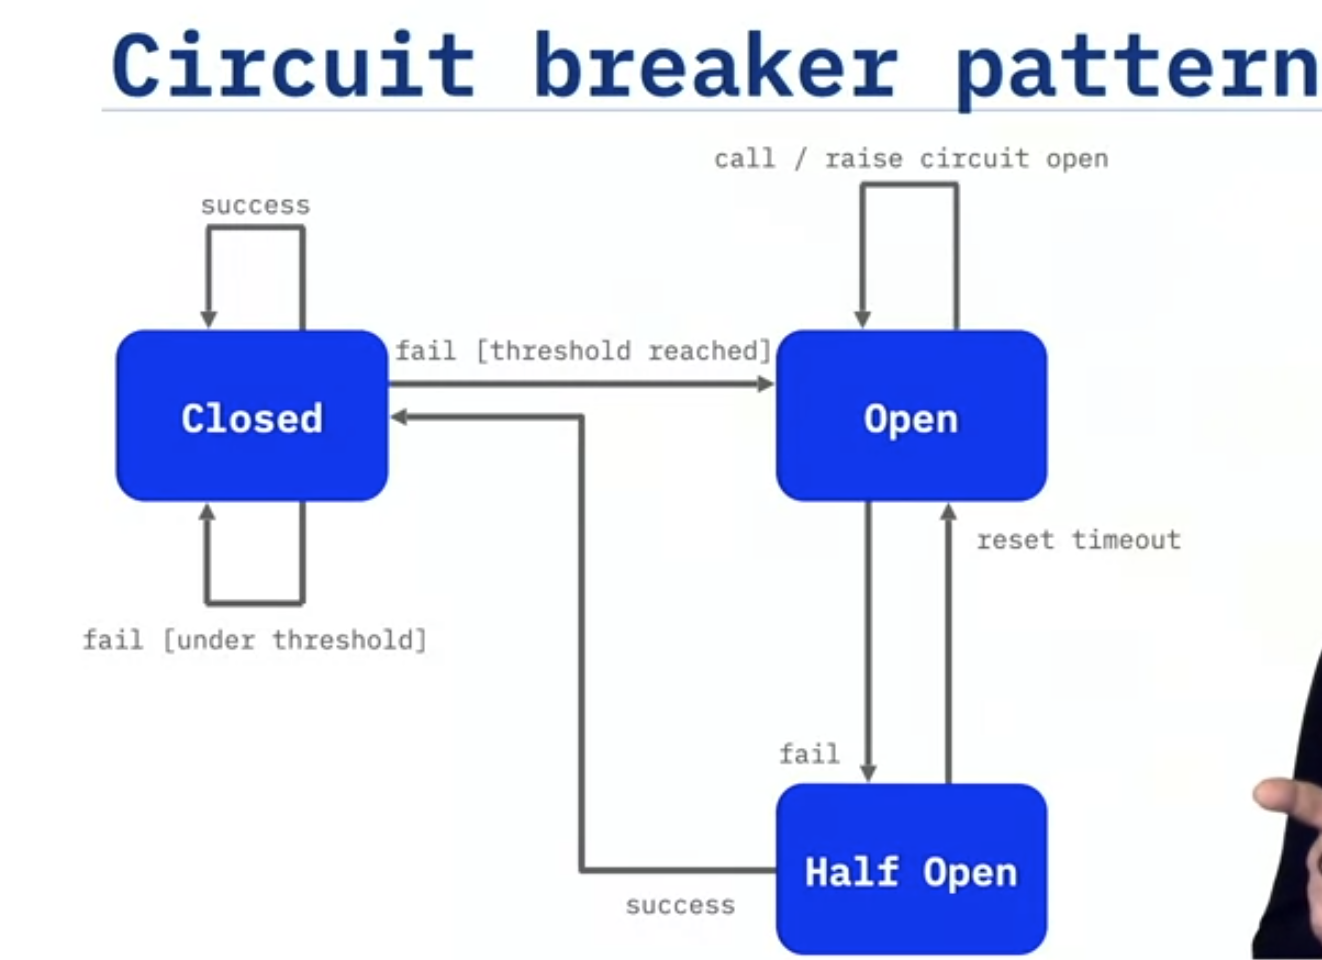 Circuit breaker pattern
call / raise circuit open
success
fail [threshold reached]
Closed
Open
reset timeout
fail [under threshold]
fail
Half Open
success